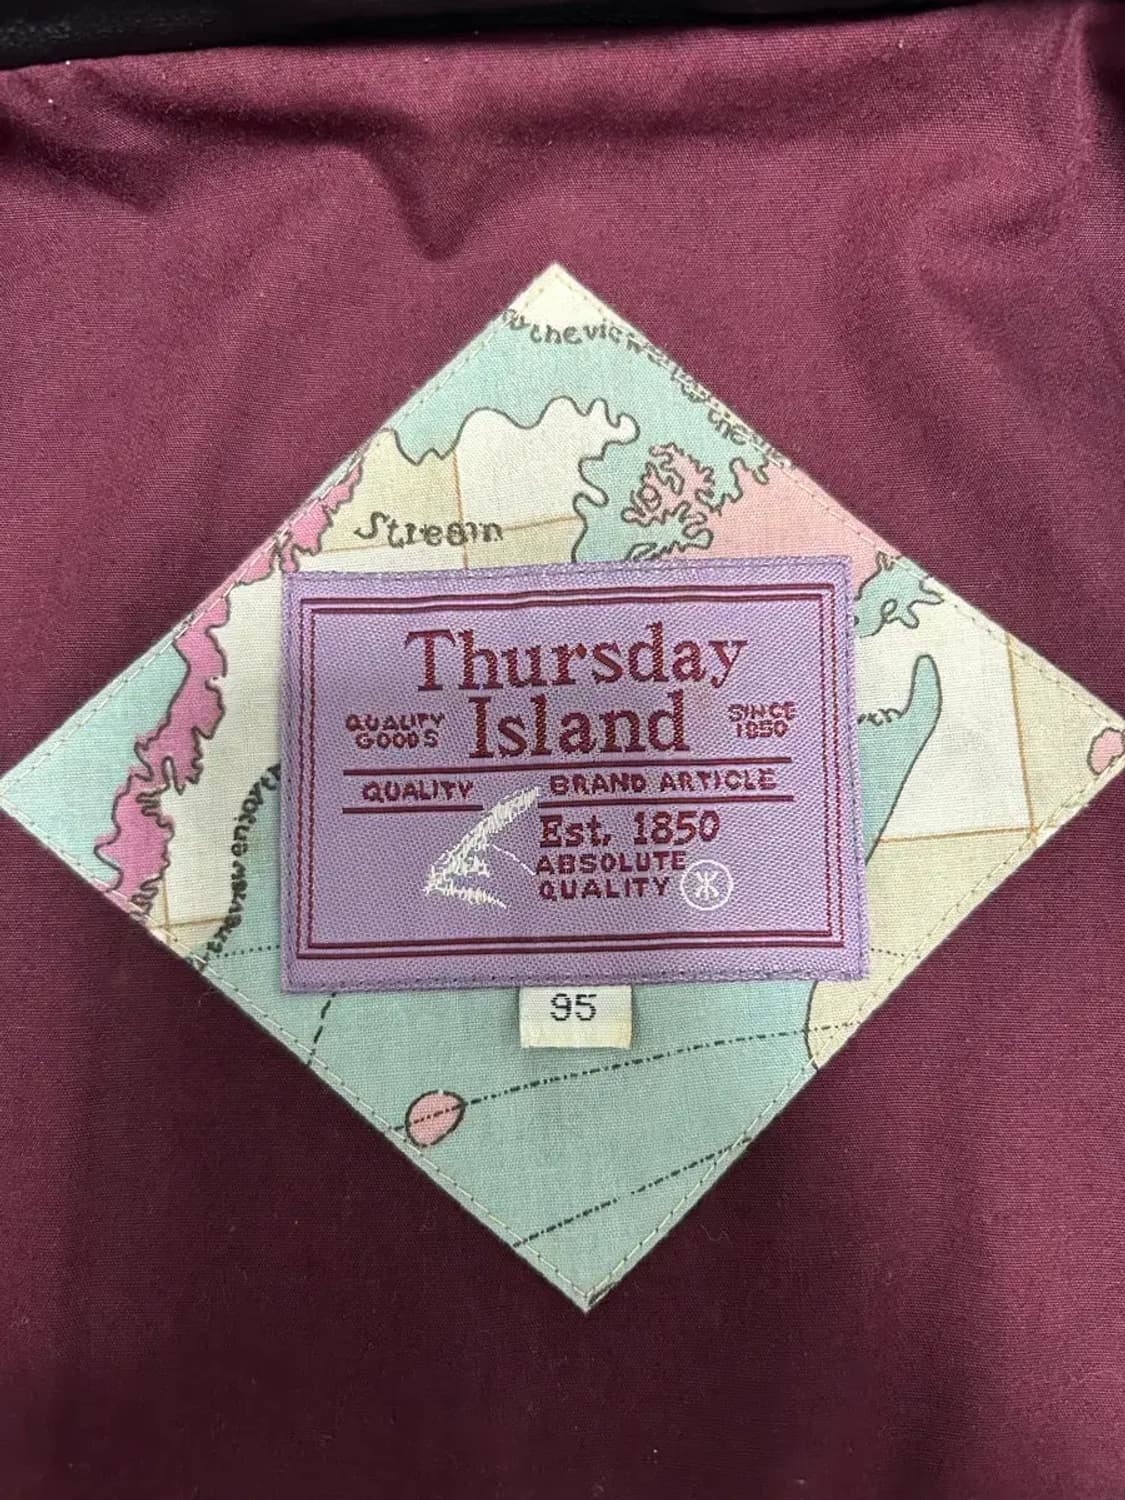 Stream
Thursday
Island
QUALITY
GOODS
SINCE
1850
QUALITY BRAND ARTICLE
Est, 1850
ABSOLUTE
QUALITY
95